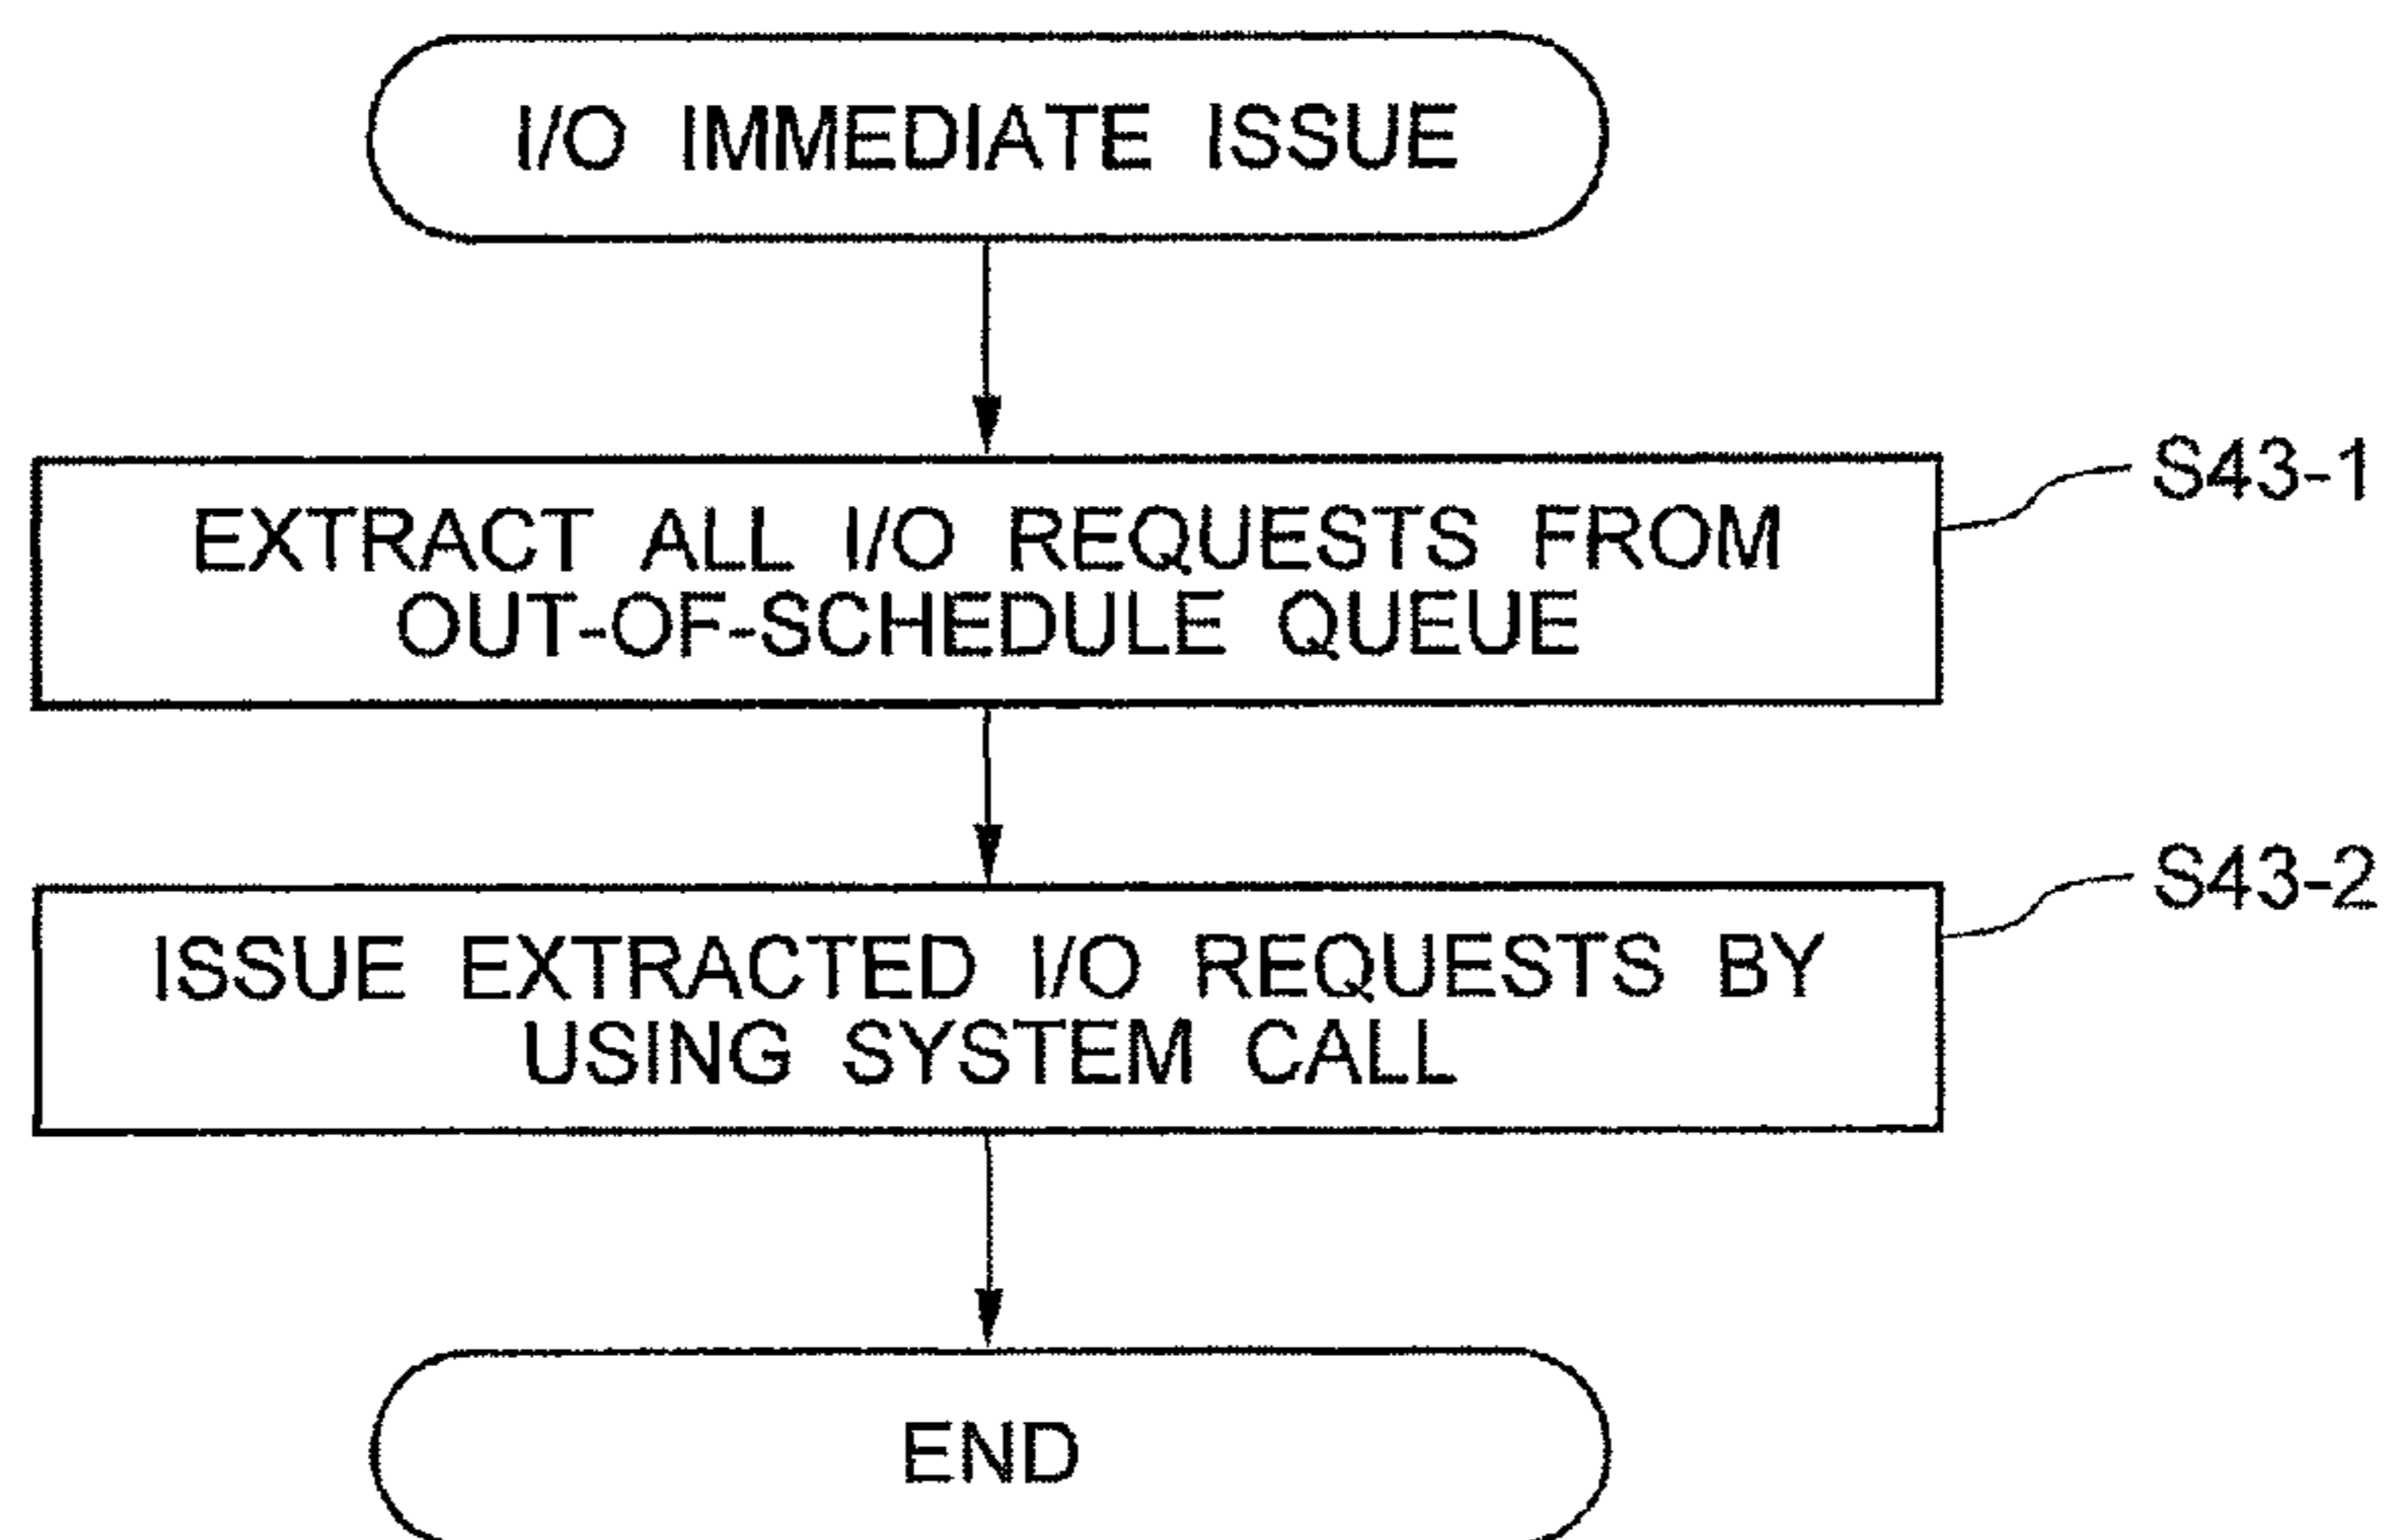 I/O IMMEDIATE ISSUE
S43-1
EXTRACT ALL I/O REQUESTS FROM
OUT-OF-SCHEDULE QUEUE
S43-2
ISSUE EXTRACTED I/O REQUESTS BY
USING SYSTEM CALL
END